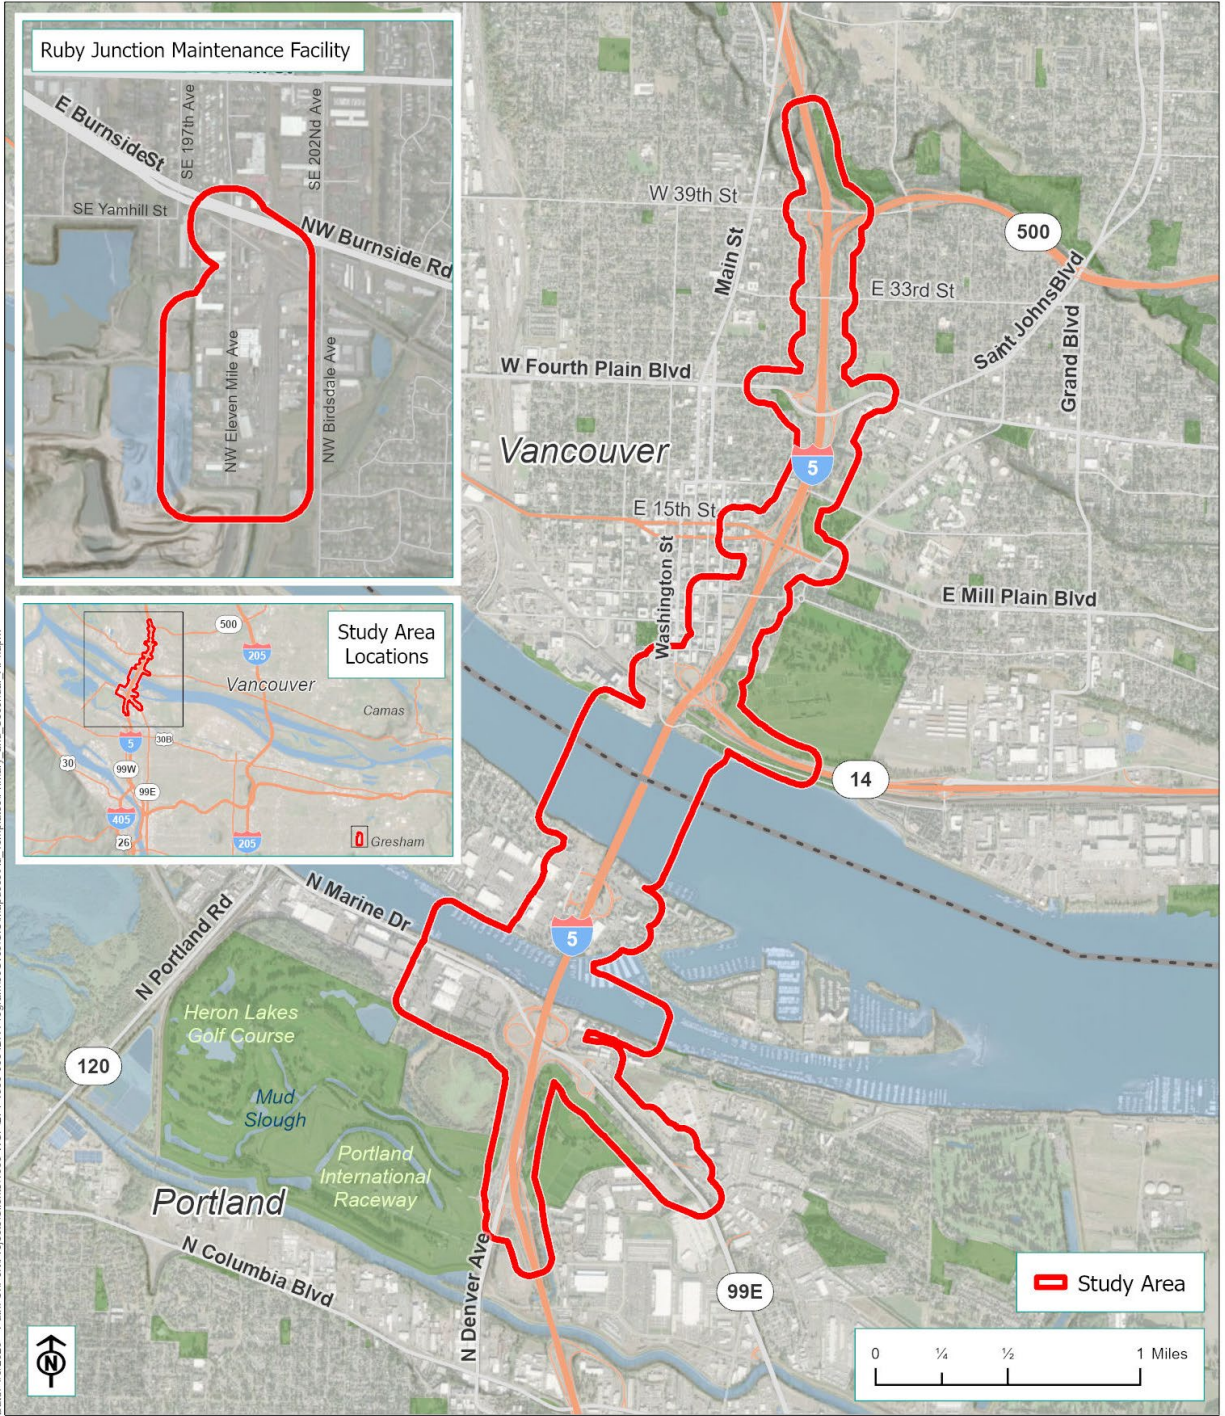 Ruby Junction Maintenance Facility
E Burnside St
SE 197th Ave
SE 202Nd Ave
SE Yamhill St
NW Burnside Rd
NW Eleven Mile Ave
NW Birdsdale Ave
Study Area
Locations
500
205
Vancouver
Camas
5
30B
30
99W
99E
405
26
205
Gresham
W 39th St
Main St
500
E 33rd St
Saint Johns Blvd
Grand Blvd
W Fourth Plain Blvd
Vancouver
5
E 15th St
Washington St
E Mill Plain Blvd
14
N Marine Dr
N Portland Rd
5
Heron Lakes
Golf Course
120
Mud
Slough
Portland
International
Raceway
Portland
N Columbia Blvd
N Denver Ave
99E
Study Area
N
0 ¼ ½ 1 Miles